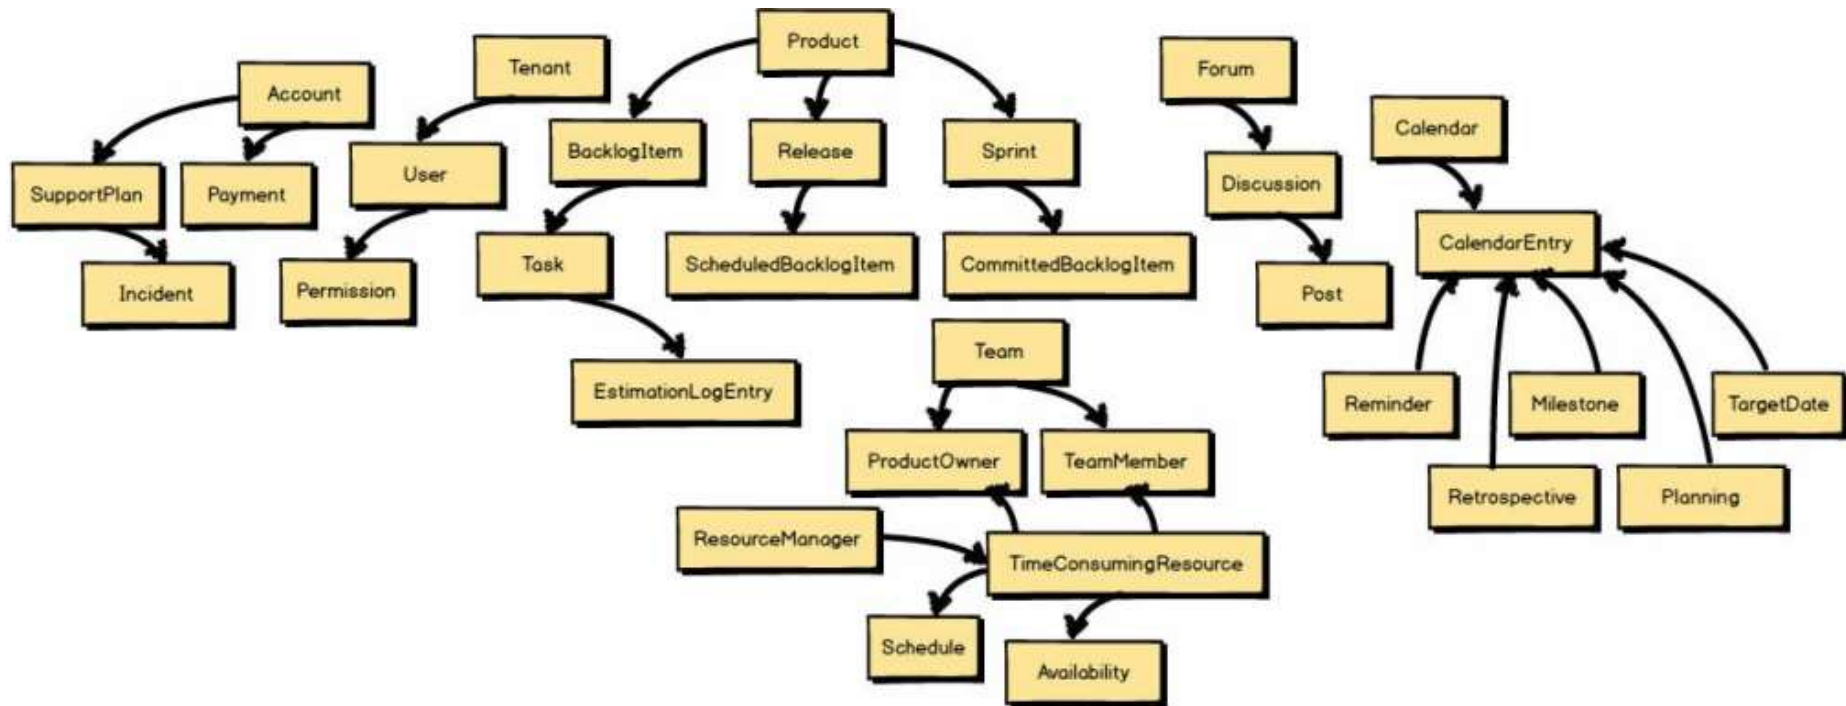 Product
Tenant
Forum
Account
Calendar
BacklogItem
Release
Sprint
User
Discussion
SupportPlan
Payment
CalendarEntry
Task
ScheduledBacklogItem
CommittedBacklogItem
Permission
Incident
Post
Team
EstimationLogEntry
Reminder
Milestone
TargetDate
ProductOwner
TeamMember
Retrospective
Planning
ResourceManager
TimeConsumingResource
Schedule
Availability